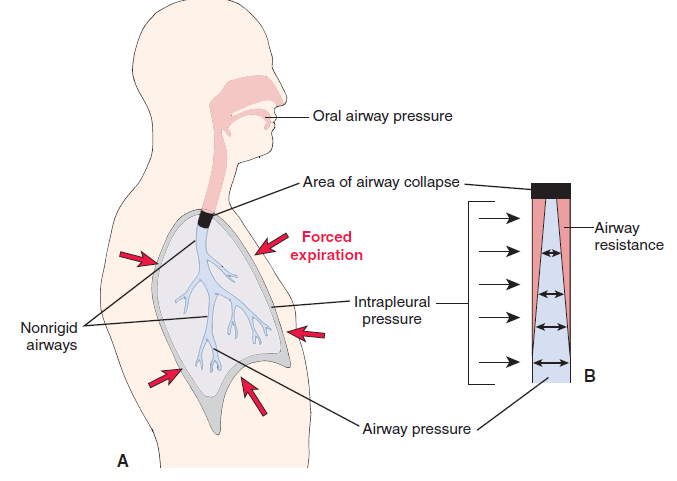 Oral airway pressure
Area of airway collapse
Forced
expiration
Airway
resistance
Intrapleural
pressure
Nonrigid
airways
Airway pressure
A
B